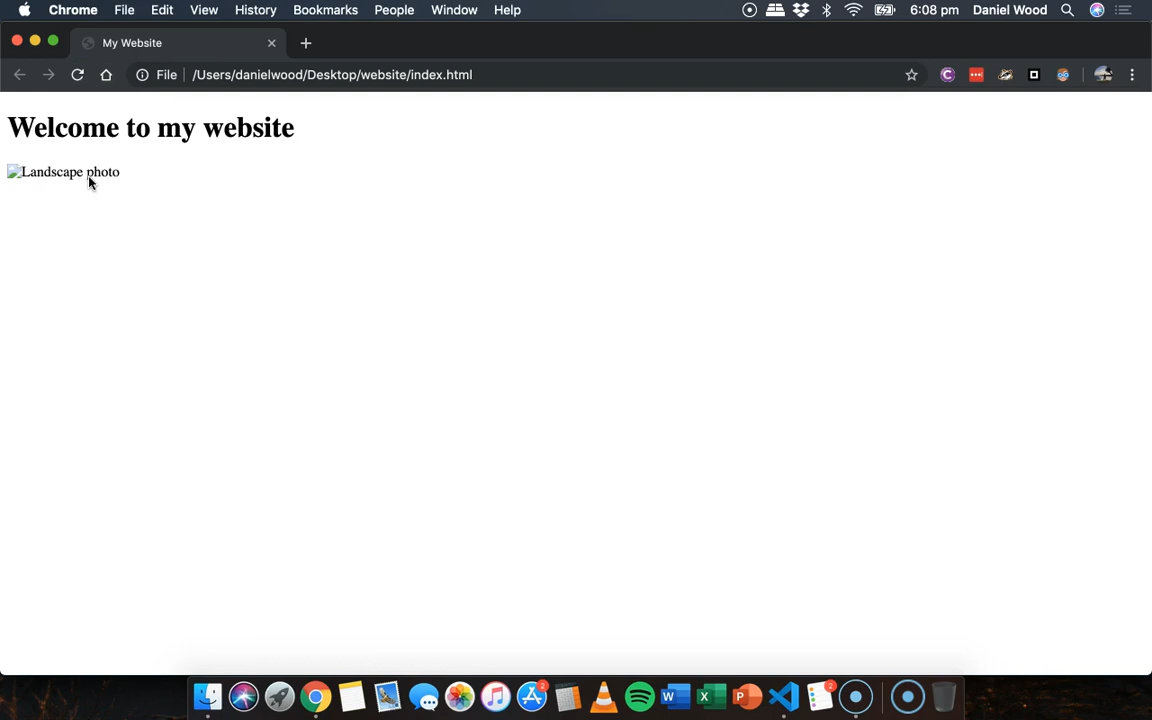 Chrome File Edit View History Bookmarks People Window Help 6:08 pm Daniel Wood
My Website
File /Users/danielwood/Desktop/website/index.html
Welcome to my website
Landscape photo